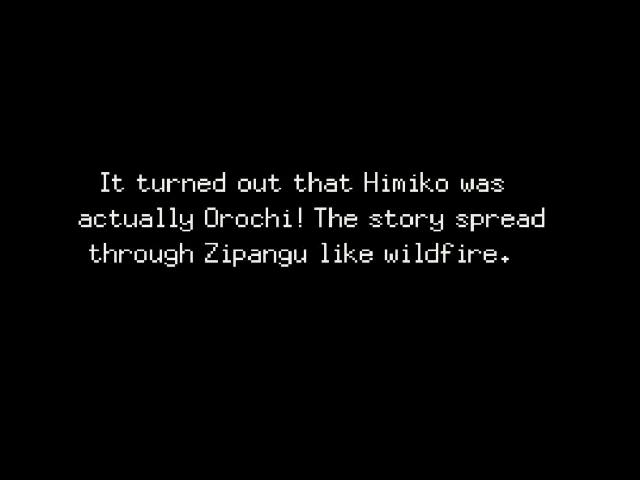 It turned out that Himiko was
actually Orochi! The story spread
through Zipangu like wildfire.